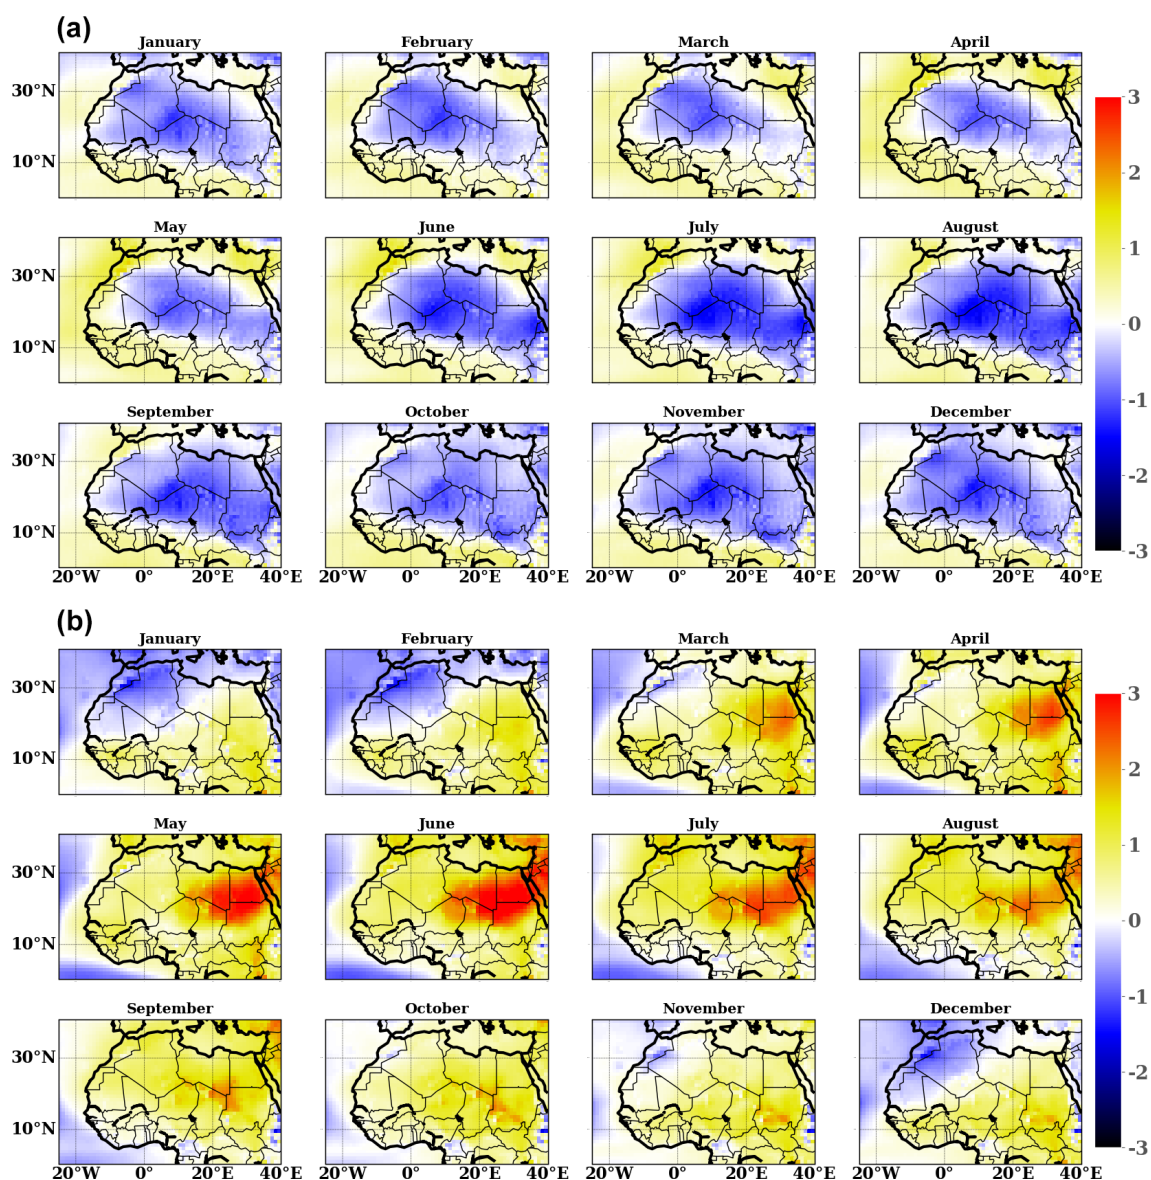 (a)
January February March April
30°N
10°N
3
2
1
0
-1
-2
-3
May June July August
30°N
10°N
September October November December
30°N
10°N
20°W 0° 20°E 40°E 20°W 0° 20°E 40°E 20°W 0° 20°E 40°E 20°W 0° 20°E 40°E
(b)
January February March April
30°N
10°N
3
2
1
0
-1
-2
-3
May June July August
30°N
10°N
September October November December
30°N
10°N
20°W 0° 20°E 40°E 20°W 0° 20°E 40°E 20°W 0° 20°E 40°E 20°W 0° 20°E 40°E